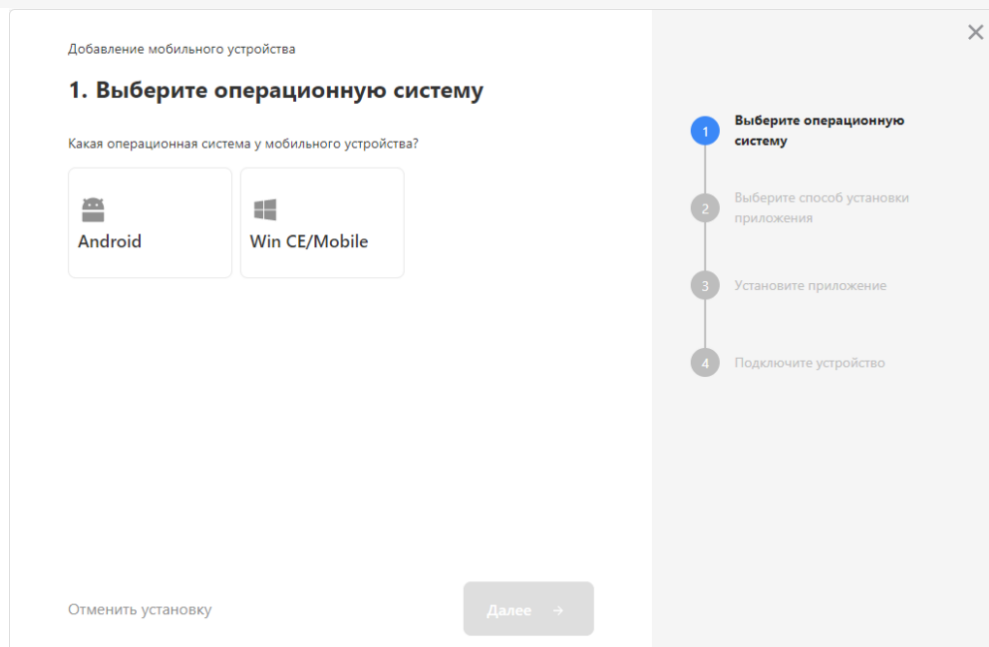 Добавление мобильного устройства
1. Выберите операционную систему
Какая операционная система у мобильного устройства?
Android
Win CE/Mobile
Отменить установку
Далее →
1
Выберите операционную
систему
2
Выберите способ установки
приложения
3
Установите приложение
4
Подключите устройство